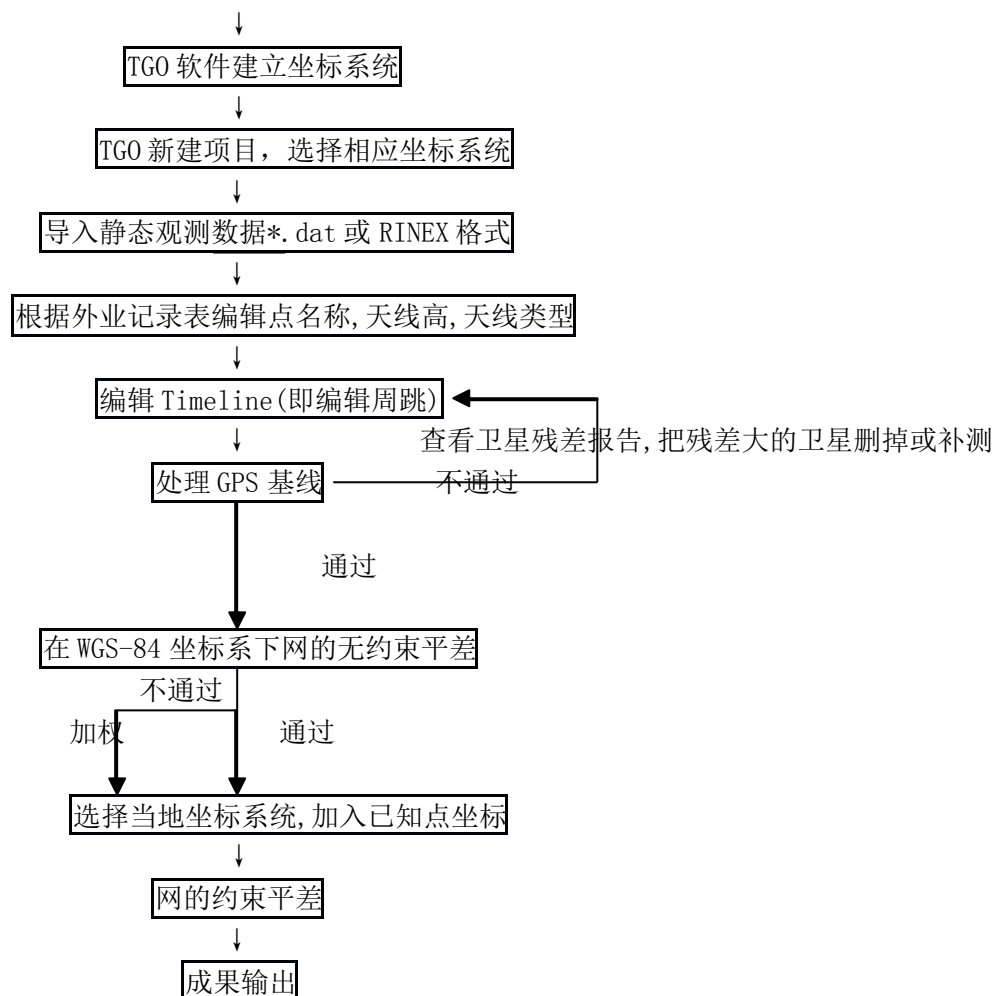 TGO 软件建立坐标系统
TGO 新建项目，选择相应坐标系统
导入静态观测数据*.dat 或 RINEX 格式
根据外业记录表编辑点名称,天线高,天线类型
编辑 Timeline(即编辑周跳)
查看卫星残差报告,把残差大的卫星删掉或补测
处理 GPS 基线
不通过
通过
在 WGS-84 坐标系下网的无约束平差
不通过
加权
通过
选择当地坐标系统,加入已知点坐标
网的约束平差
成果输出